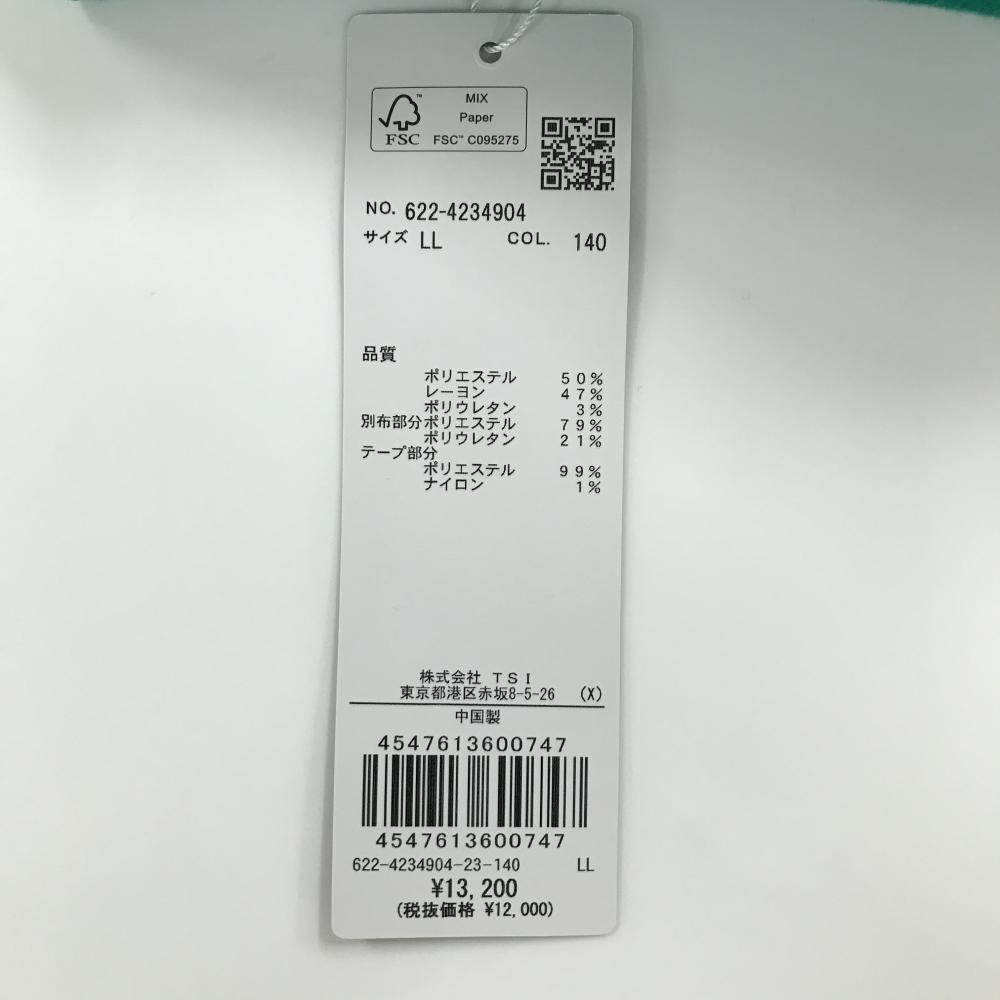 MIX
Paper
FSC™ FSC™ C095275
NO. 622-4234904
サイズ LL COL. 140
品質
ポリエステル 50%
レーヨン 47%
ポリウレタン 3%
別布部分ポリエステル 79%
ポリウレタン 21%
テープ部分
ポリエステル 99%
ナイロン 1%
株式会社 TSI
東京都港区赤坂8-5-26 (X)
中国製
4547613600747
4547613600747
622-4234904-23-140 LL
¥13,200
(税抜価格 ¥12,000)